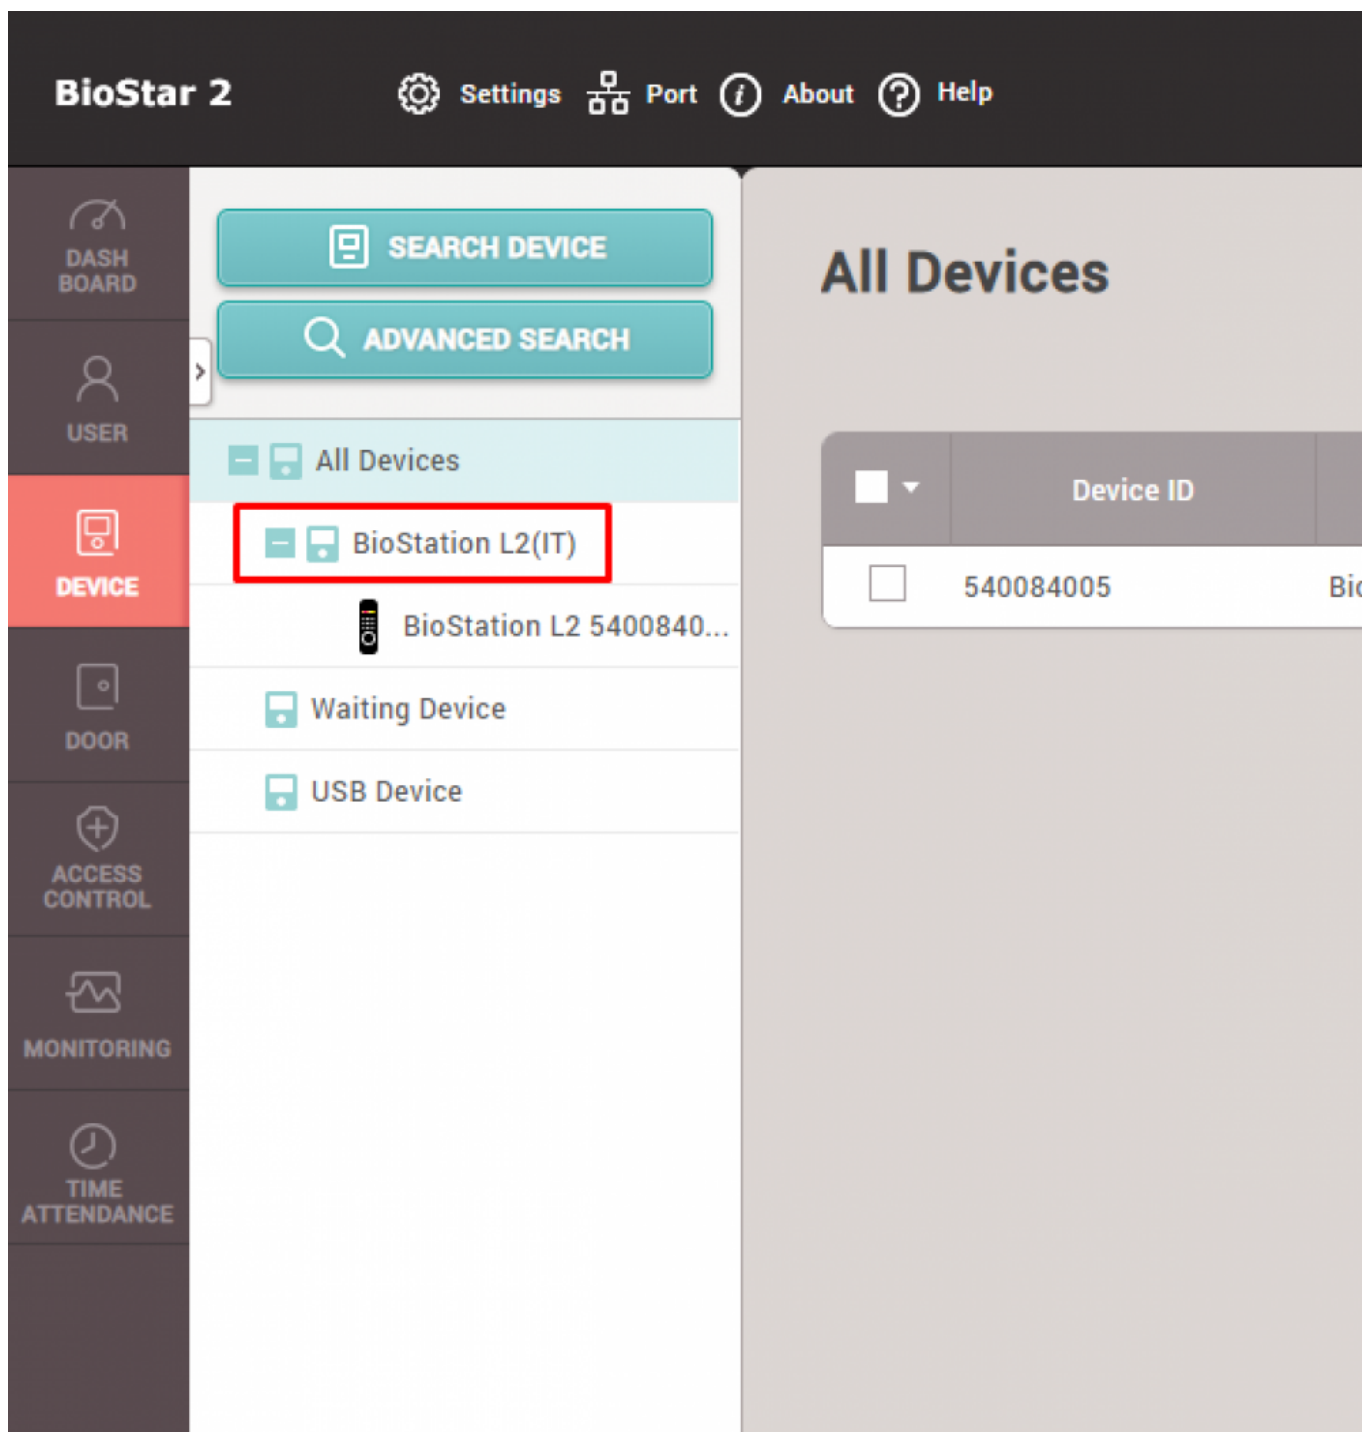 BioStar 2
Settings
Port
About
Help
DASH
BOARD
USER
DEVICE
DOOR
ACCESS
CONTROL
MONITORING
TIME
ATTENDANCE
SEARCH DEVICE
ADVANCED SEARCH
All Devices
BioStation L2(IT)
BioStation L2 5400840...
Waiting Device
USB Device
All Devices
Device ID
540084005